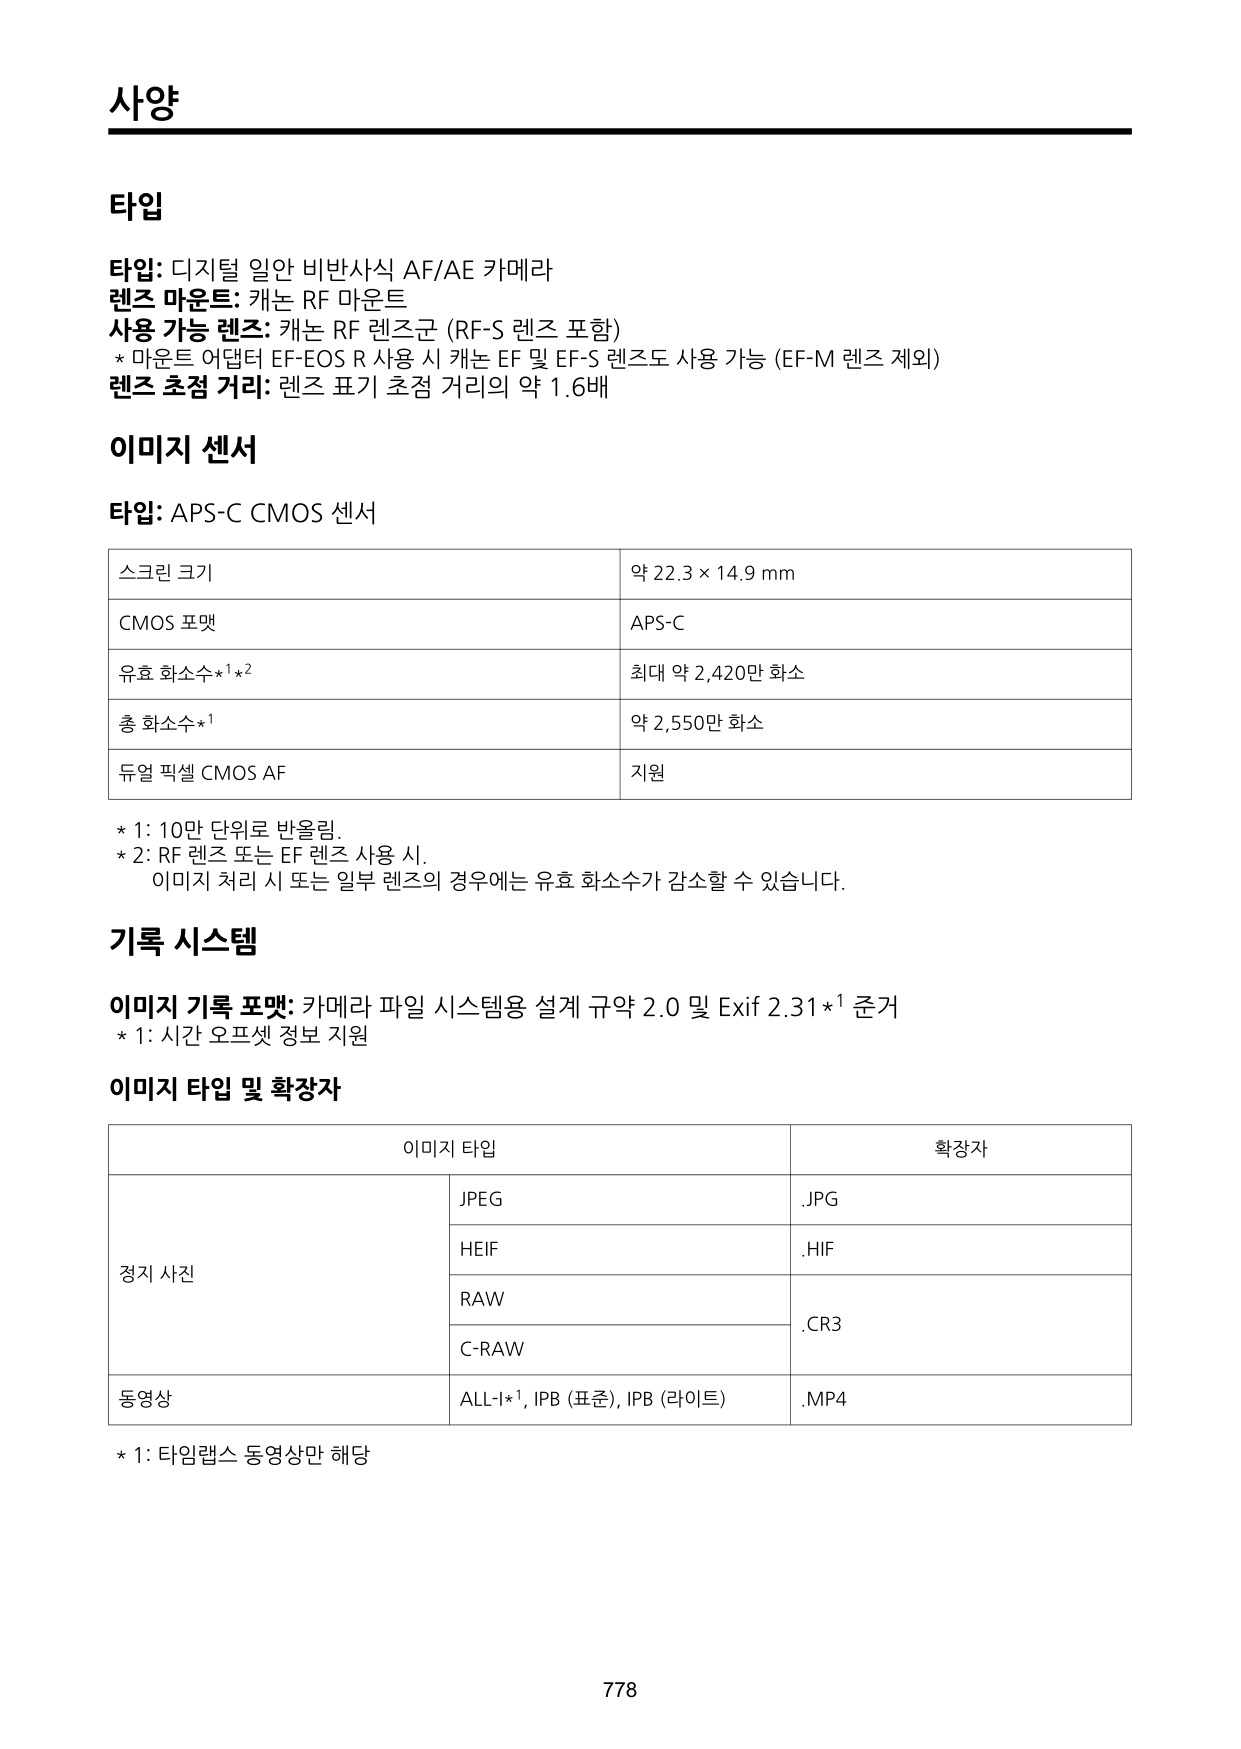 사양
타입
타입: 디지털 일안 비반사식 AF/AE 카메라
렌즈 마운트: 캐논 RF 마운트
사용 가능 렌즈: 캐논 RF 렌즈군 (RF-S 렌즈 포함)
* 마운트 어댑터 EF-EOS R 사용 시 캐논 EF 및 EF-S 렌즈도 사용 가능 (EF-M 렌즈 제외)
렌즈 초점 거리: 렌즈 표기 초점 거리의 약 1.6배
이미지 센서
타입: APS-C CMOS 센서
스크린 크기 약 22.3 × 14.9 mm
CMOS 포맷 APS-C
유효 화소수*1*2 최대 약 2,420만 화소
총 화소수*1 약 2,550만 화소
듀얼 픽셀 CMOS AF 지원
* 1: 10만 단위로 반올림.
* 2: RF 렌즈 또는 EF 렌즈 사용 시.
이미지 처리 시 또는 일부 렌즈의 경우에는 유효 화소수가 감소할 수 있습니다.
기록 시스템
이미지 기록 포맷: 카메라 파일 시스템용 설계 규약 2.0 및 Exif 2.31*1 준거
* 1: 시간 오프셋 정보 지원
이미지 타입 및 확장자
이미지 타입 확장자
정지 사진
JPEG .JPG
HEIF .HIF
RAW
.CR3
C-RAW
동영상 ALL-I*1, IPB (표준), IPB (라이트) .MP4
* 1: 타임랩스 동영상만 해당
778